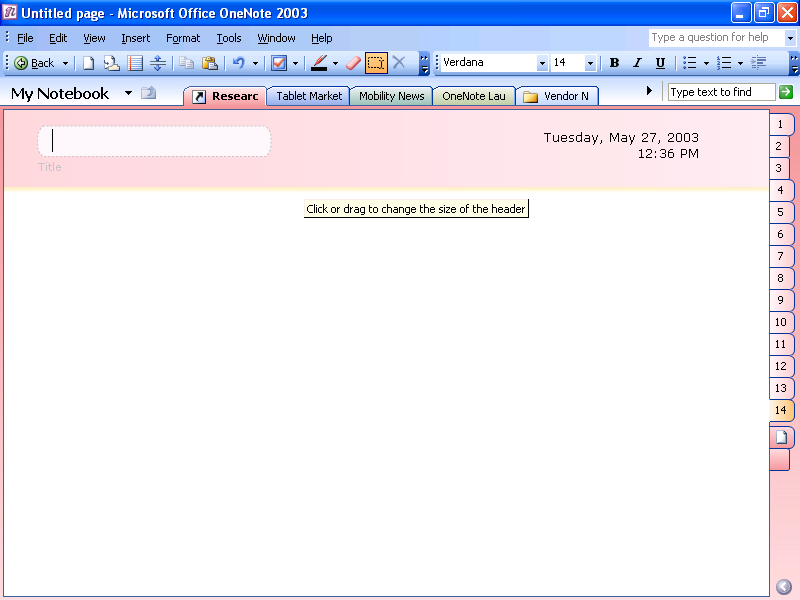 Untitled page - Microsoft Office OneNote 2003
File Edit View Insert Format Tools Window Help Type a question for help
Back Verdana 14 B I U
My Notebook Researc Tablet Market Mobility News OneNote Lau Vendor N Type text to find
Tuesday, May 27, 2003
12:36 PM
Title
Click or drag to change the size of the header
1
2
3
4
5
6
7
8
9
10
11
12
13
14